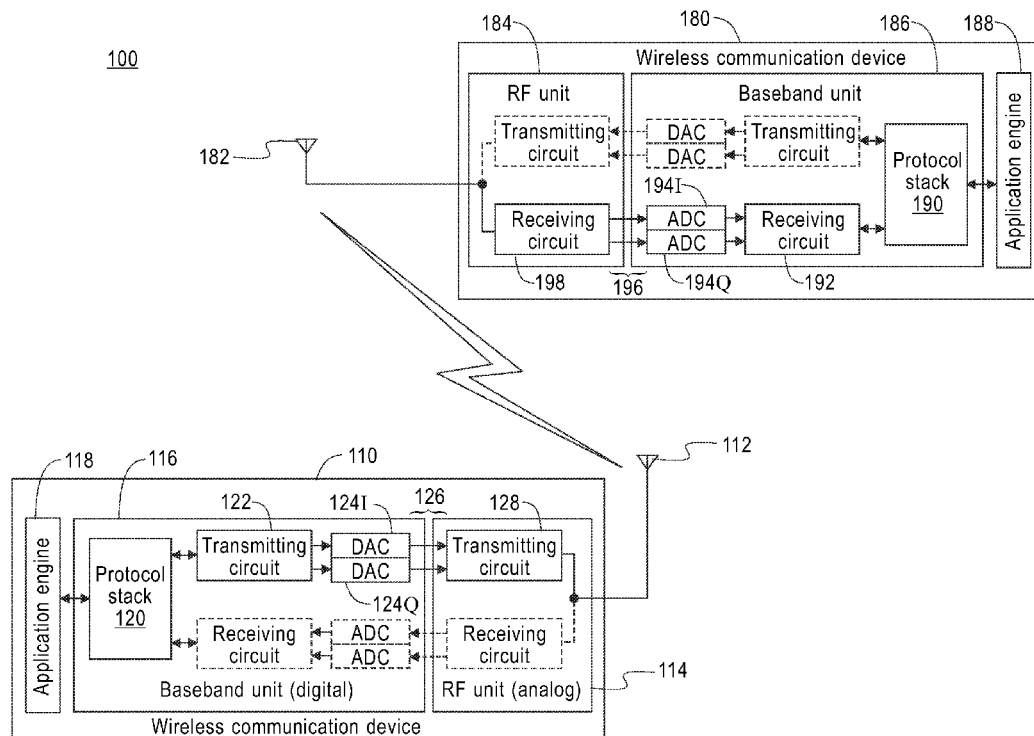 180
184
186
188
100
Wireless communication device
RF unit
Baseband unit
Transmitting circuit
DAC
DAC
Transmitting circuit
182
Protocol stack
190
Application engine
194I
Receiving circuit
ADC
ADC
Receiving circuit
198
196
194Q
192
112
118
116
110
122
124I
126
128
Transmitting circuit
DAC
DAC
Transmitting circuit
Protocol stack
120
Application engine
124Q
Receiving circuit
ADC
ADC
Receiving circuit
Baseband unit (digital)
RF unit (analog)
114
Wireless communication device